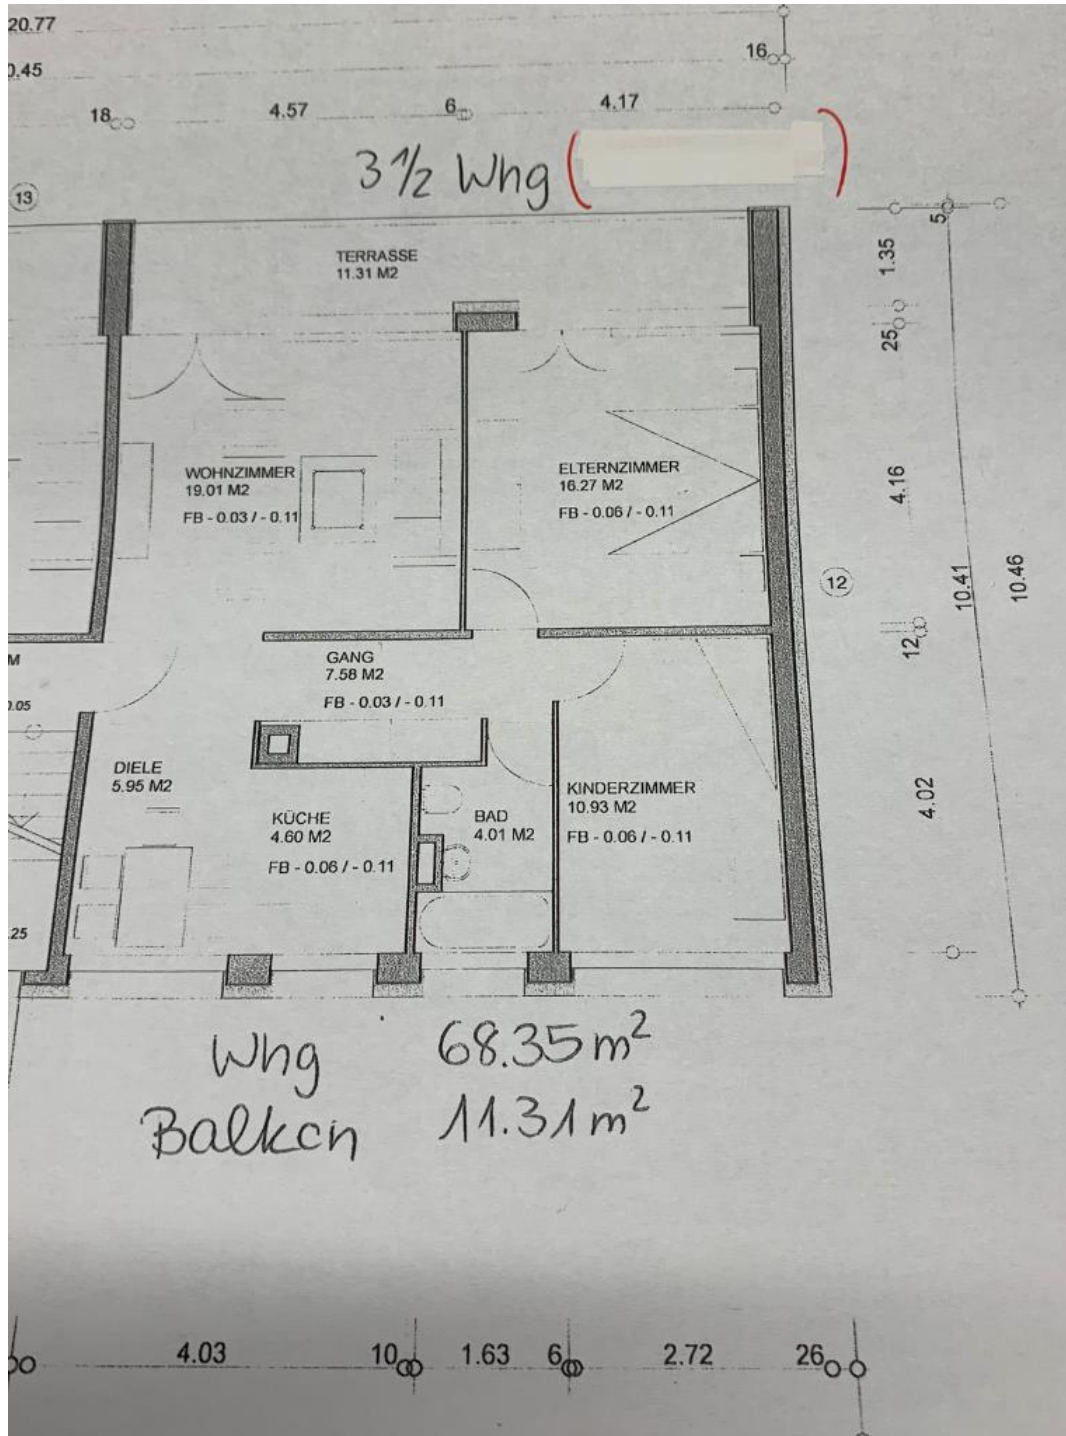 20.77
0.45
16
18
4.57
6
4.17
3 ½ Whg
13
5
TERRASSE
11.31 M2
1.35
25
WOHNZIMMER
19.01 M2
FB - 0.03 / - 0.11
ELTERNZIMMER
16.27 M2
FB - 0.06 / - 0.11
4.16
12
10.41
10.46
12
M
0.05
GANG
7.58 M2
FB - 0.03 / - 0.11
DIELE
5.95 M2
KÜCHE
4.60 M2
FB - 0.06 / - 0.11
BAD
4.01 M2
KINDERZIMMER
10.93 M2
FB - 0.06 / - 0.11
4.02
.25
Whg 68.35 m²
Balkon 11.31 m²
4.03
10
1.63
6
2.72
26